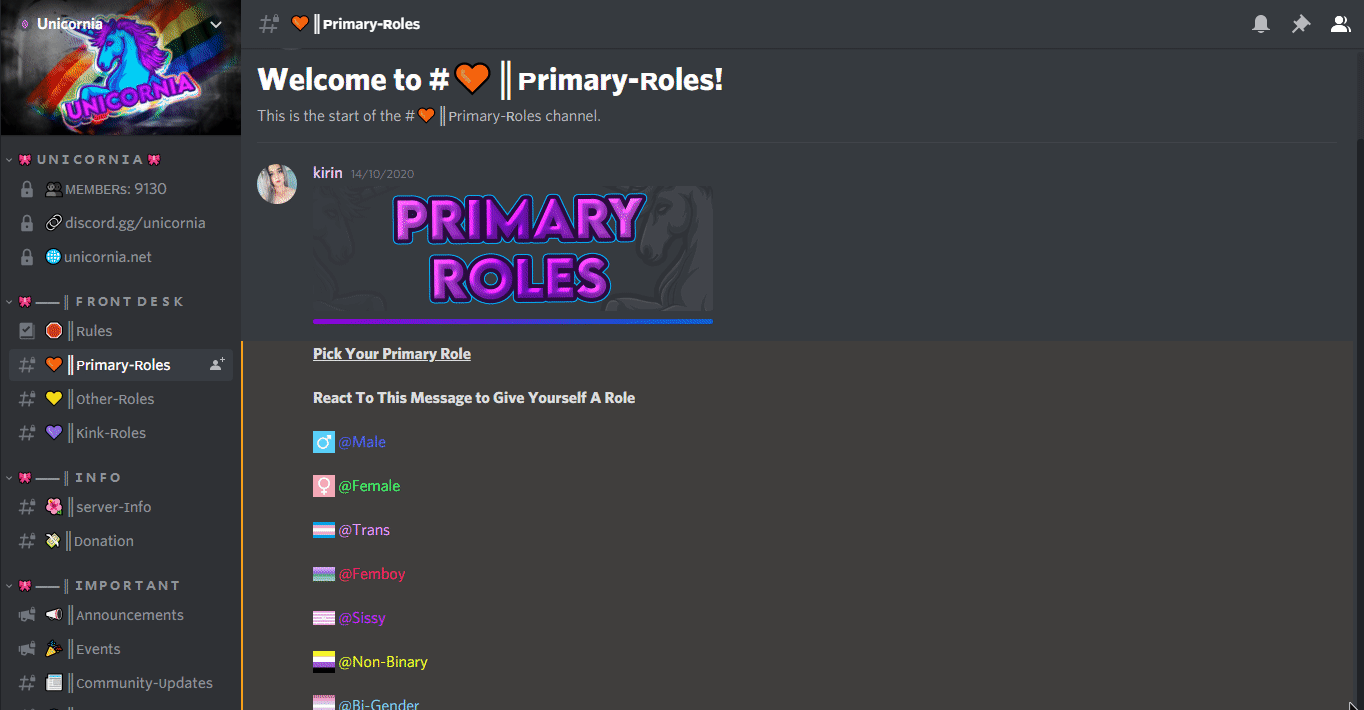 Unicornia
UNICORNIA
UNICORNIA
MEMBERs: 9130
discord.gg/unicornia
unicornia.net
—— ║ FRONT DESK
║Rules
║Primary-Roles
║Other-Roles
║Kink-Roles
—— ║ INFO
║server-Info
║Donation
—— ║ IMPORTANT
║Announcements
║Events
║Community-Updates
🧡║Primary-Roles
Welcome to #🧡║Primary-Roles!
This is the start of the #🧡║Primary-Roles channel.
kirin 14/10/2020
PRIMARY
ROLES
Pick Your Primary Role
React To This Message to Give Yourself A Role
@Male
@Female
@Trans
@Femboy
@Sissy
@Non-Binary
@Bi-Gender